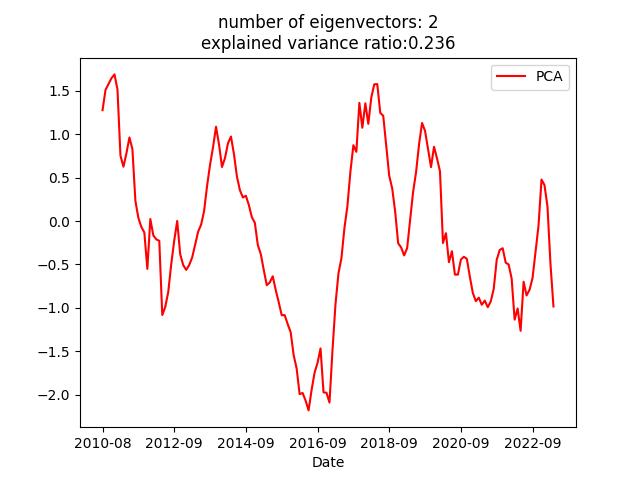 number of eigenvectors: 2
explained variance ratio:0.236
PCA
1.5
1.0
0.5
0.0
−0.5
−1.0
−1.5
−2.0
2010-08 2012-09 2014-09 2016-09 2018-09 2020-09 2022-09
Date